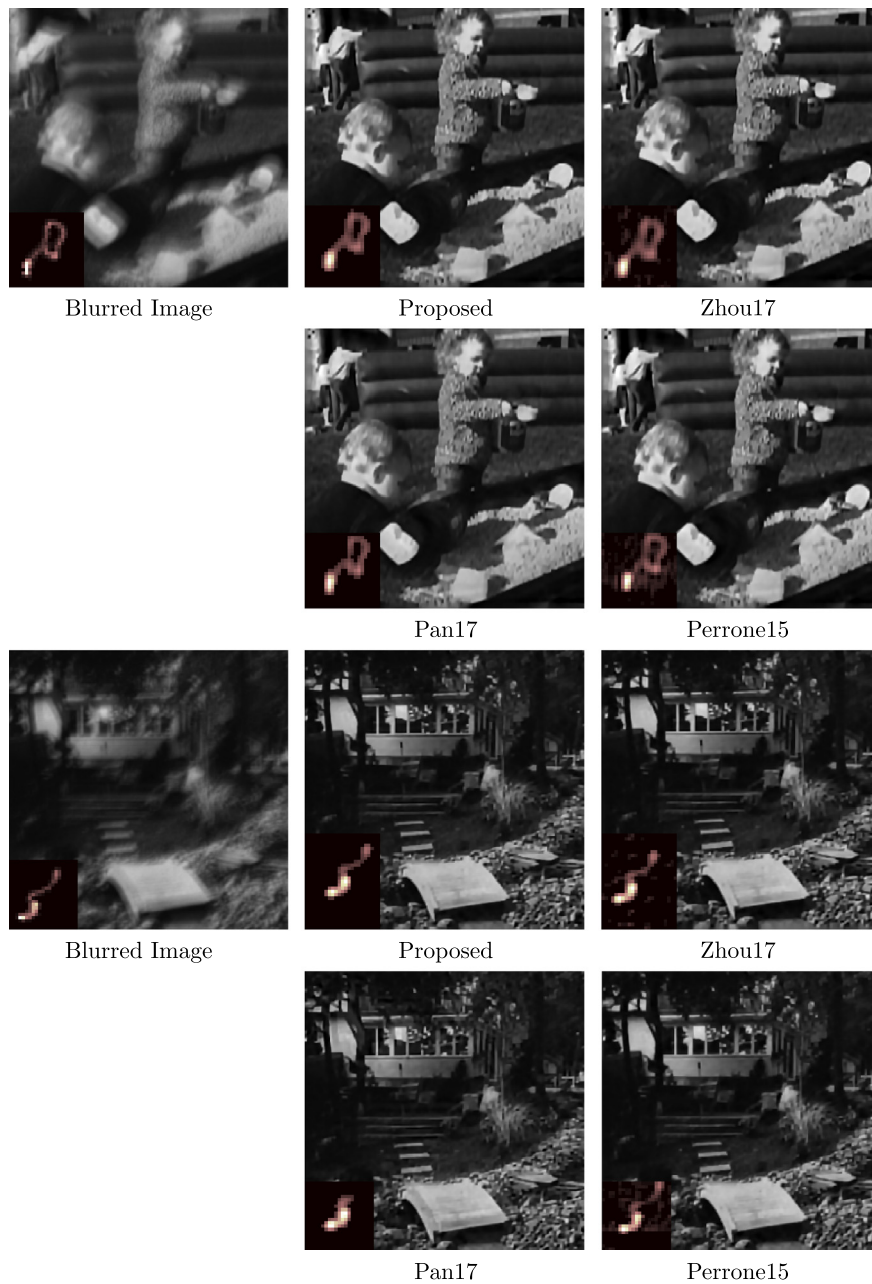 Blurred Image
Proposed
Zhou17
Pan17
Perrone15
Blurred Image
Proposed
Zhou17
Pan17
Perrone15